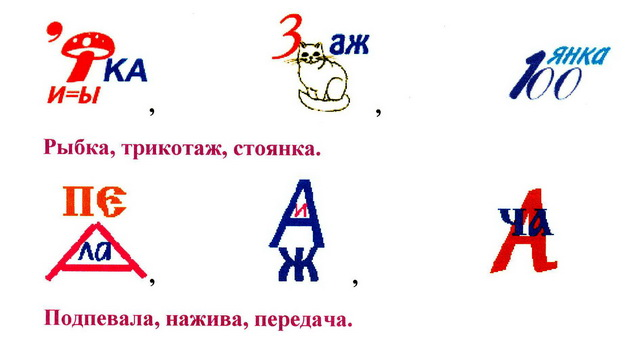 ’ КА И=Ы , 3 аж , 100 янка
Рыбка, трикотаж, стоянка.
ПЕ А ла , А и Ж , А ча
Подпевала, нажива, передача.